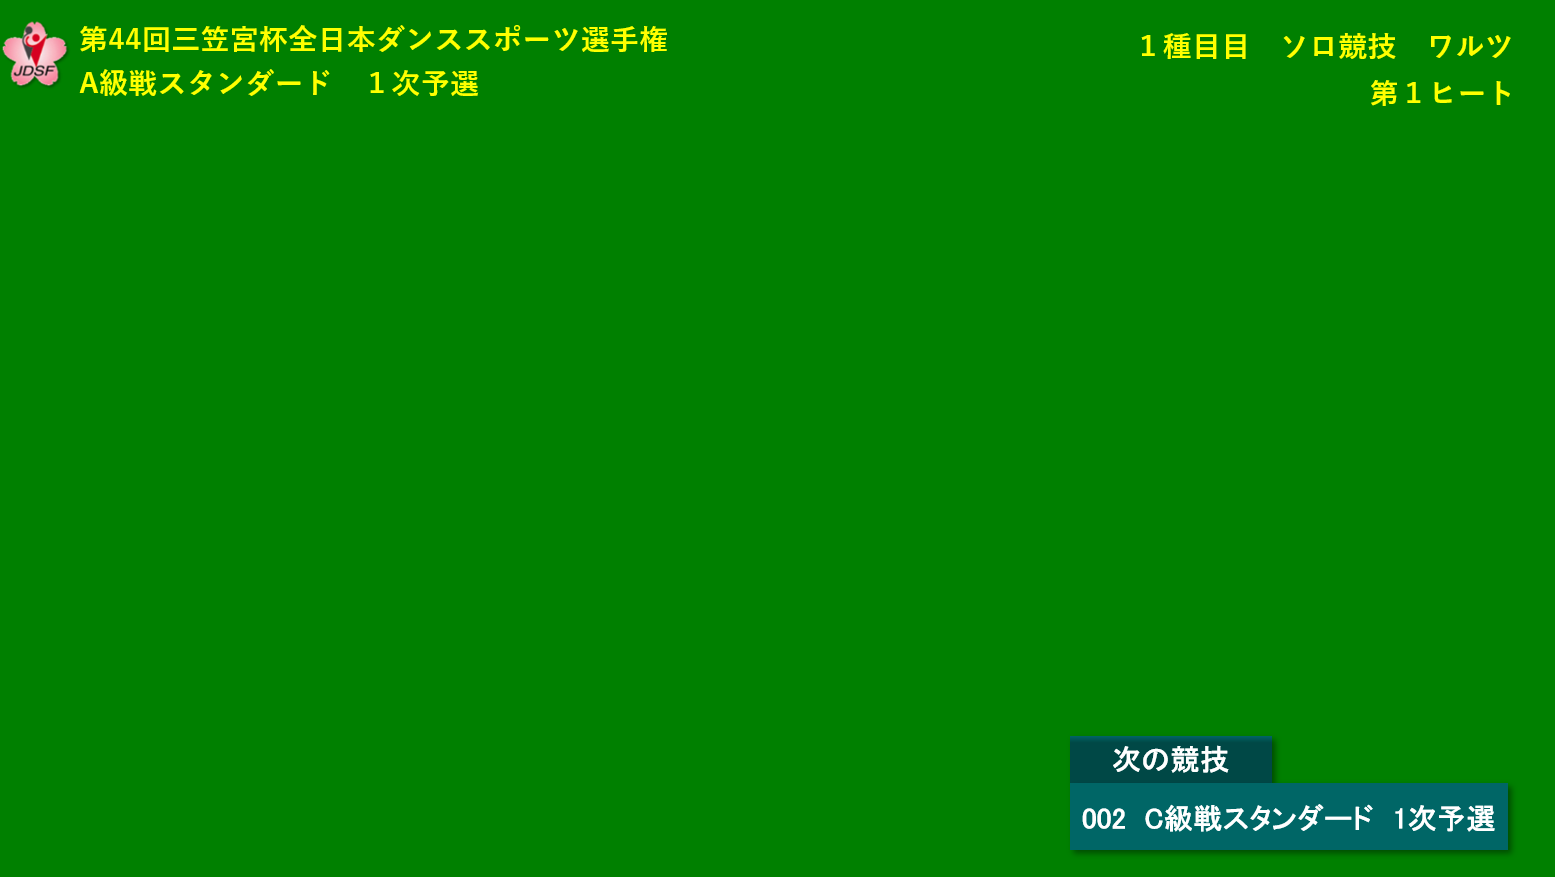 JDSF
第44回三笠宮杯全日本ダンススポーツ選手権
A級戦スタンダード　１次予選
１種目目　ソロ競技　ワルツ
第１ヒート
次の競技
002　C級戦スタンダード　1次予選